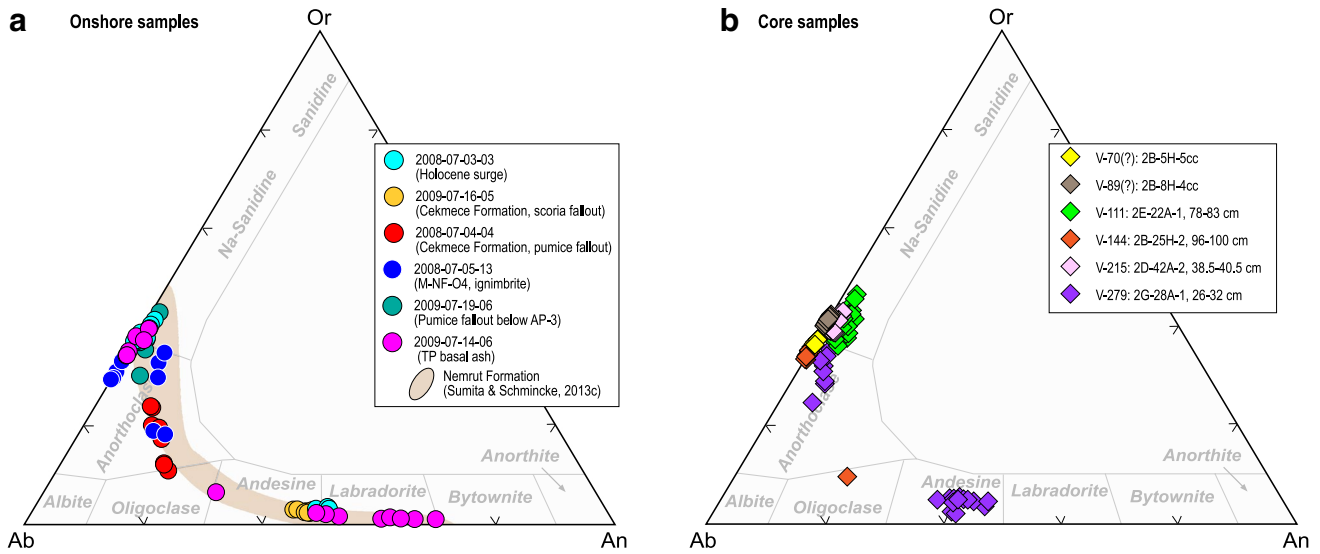 a
Onshore samples
Or
Sanidine
Na-Sanidine
Anorthoclase
Albite
Oligoclase
Andesine
Labradorite
Bytownite
Anorthite
Ab
An
2008-07-03-03
(Holocene surge)
2009-07-16-05
(Cekmece Formation, scoria fallout)
2008-07-04-04
(Cekmece Formation, pumice fallout)
2008-07-05-13
(M-NF-O4, ignimbrite)
2009-07-19-06
(Pumice fallout below AP-3)
2009-07-14-06
(TP basal ash)
Nemrut Formation
(Sumita & Schmincke, 2013c)
b
Core samples
Or
Sanidine
Na-Sanidine
Anorthoclase
Albite
Oligoclase
Andesine
Labradorite
Bytownite
Anorthite
Ab
An
V-70(?): 2B-5H-5cc
V-89(?): 2B-8H-4cc
V-111: 2E-22A-1, 78-83 cm
V-144: 2B-25H-2, 96-100 cm
V-215: 2D-42A-2, 38.5-40.5 cm
V-279: 2G-28A-1, 26-32 cm